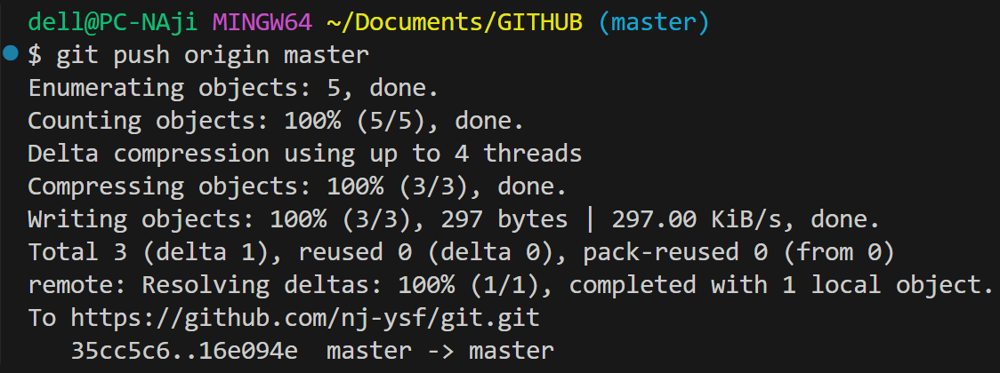 dell@PC-NAji MINGW64 ~/Documents/GITHUB (master)
$ git push origin master
Enumerating objects: 5, done.
Counting objects: 100% (5/5), done.
Delta compression using up to 4 threads
Compressing objects: 100% (3/3), done.
Writing objects: 100% (3/3), 297 bytes | 297.00 KiB/s, done.
Total 3 (delta 1), reused 0 (delta 0), pack-reused 0 (from 0)
remote: Resolving deltas: 100% (1/1), completed with 1 local object.
To https://github.com/nj-ysf/git.git
   35cc5c6..16e094e  master -> master